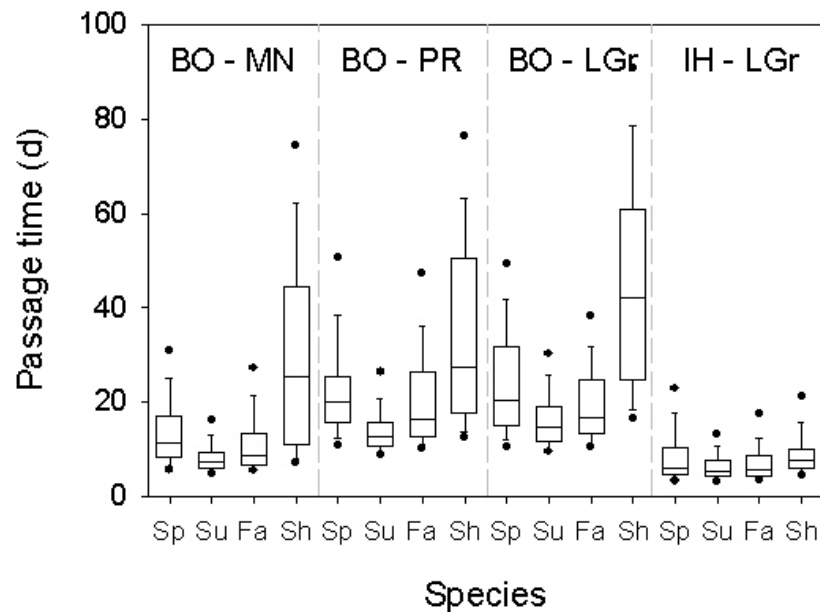 100
BO - MN BO - PR BO - LGr IH - LGr
80
60
40
20
0
Passage time (d)
Sp Su Fa Sh Sp Su Fa Sh Sp Su Fa Sh Sp Su Fa Sh
Species